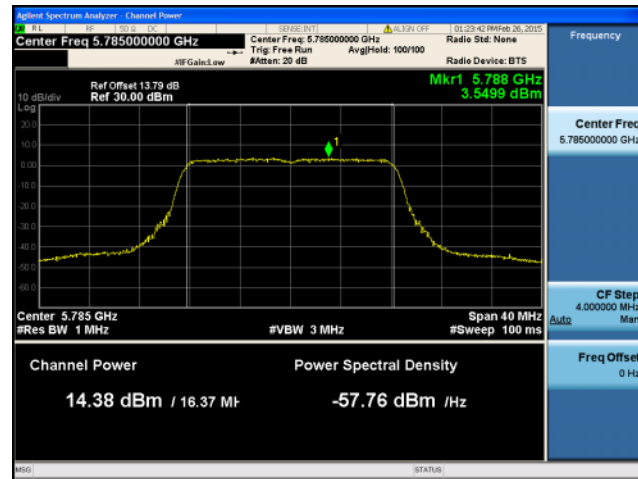 Agilent Spectrum Analyzer - Channel Power
RL RF 50 Ω DC SENSE:INT ALIGN OFF 01:23:42 PM Feb 26, 2015
Center Freq 5.785000000 GHz
Center Freq: 5.785000000 GHz
Radio Std: None
Trig: Free Run Avg|Hold: 100/100
#IFGain:Low #Atten: 20 dB Radio Device: BTS
Frequency
Ref Offset 13.79 dB
10 dB/div Ref 30.00 dBm
Mkr1 5.788 GHz
3.5499 dBm
Log
20.0
10.0
0.00
-10.0
-20.0
-30.0
-40.0
-50.0
-60.0
1
Center 5.785 GHz Span 40 MHz
#Res BW 1 MHz #VBW 3 MHz #Sweep 100 ms
Channel Power Power Spectral Density
14.38 dBm / 16.37 MH -57.76 dBm /Hz
Center Freq
5.785000000 GHz
CF Step
4.000000 MHz
Auto Man
Freq Offset
0 Hz
MSG STATUS